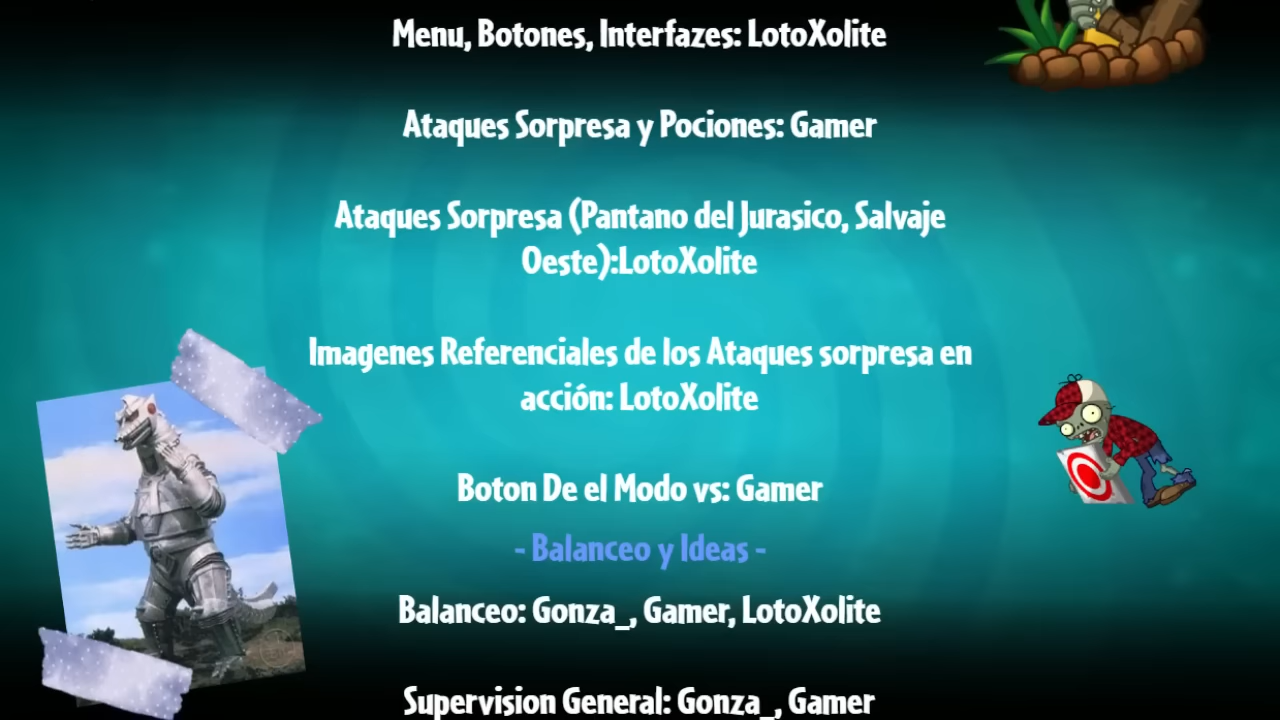 Menu, Botones, Interfazes: LotoXolite
Ataques Sorpresa y Pociones: Gamer
Ataques Sorpresa (Pantano del Jurasico, Salvaje
Oeste):LotoXolite
Imagenes Referenciales de los Ataques sorpresa en
acción: LotoXolite
Boton De el Modo vs: Gamer
- Balanceo y Ideas -
Balanceo: Gonza_, Gamer, LotoXolite
Supervision General: Gonza_, Gamer